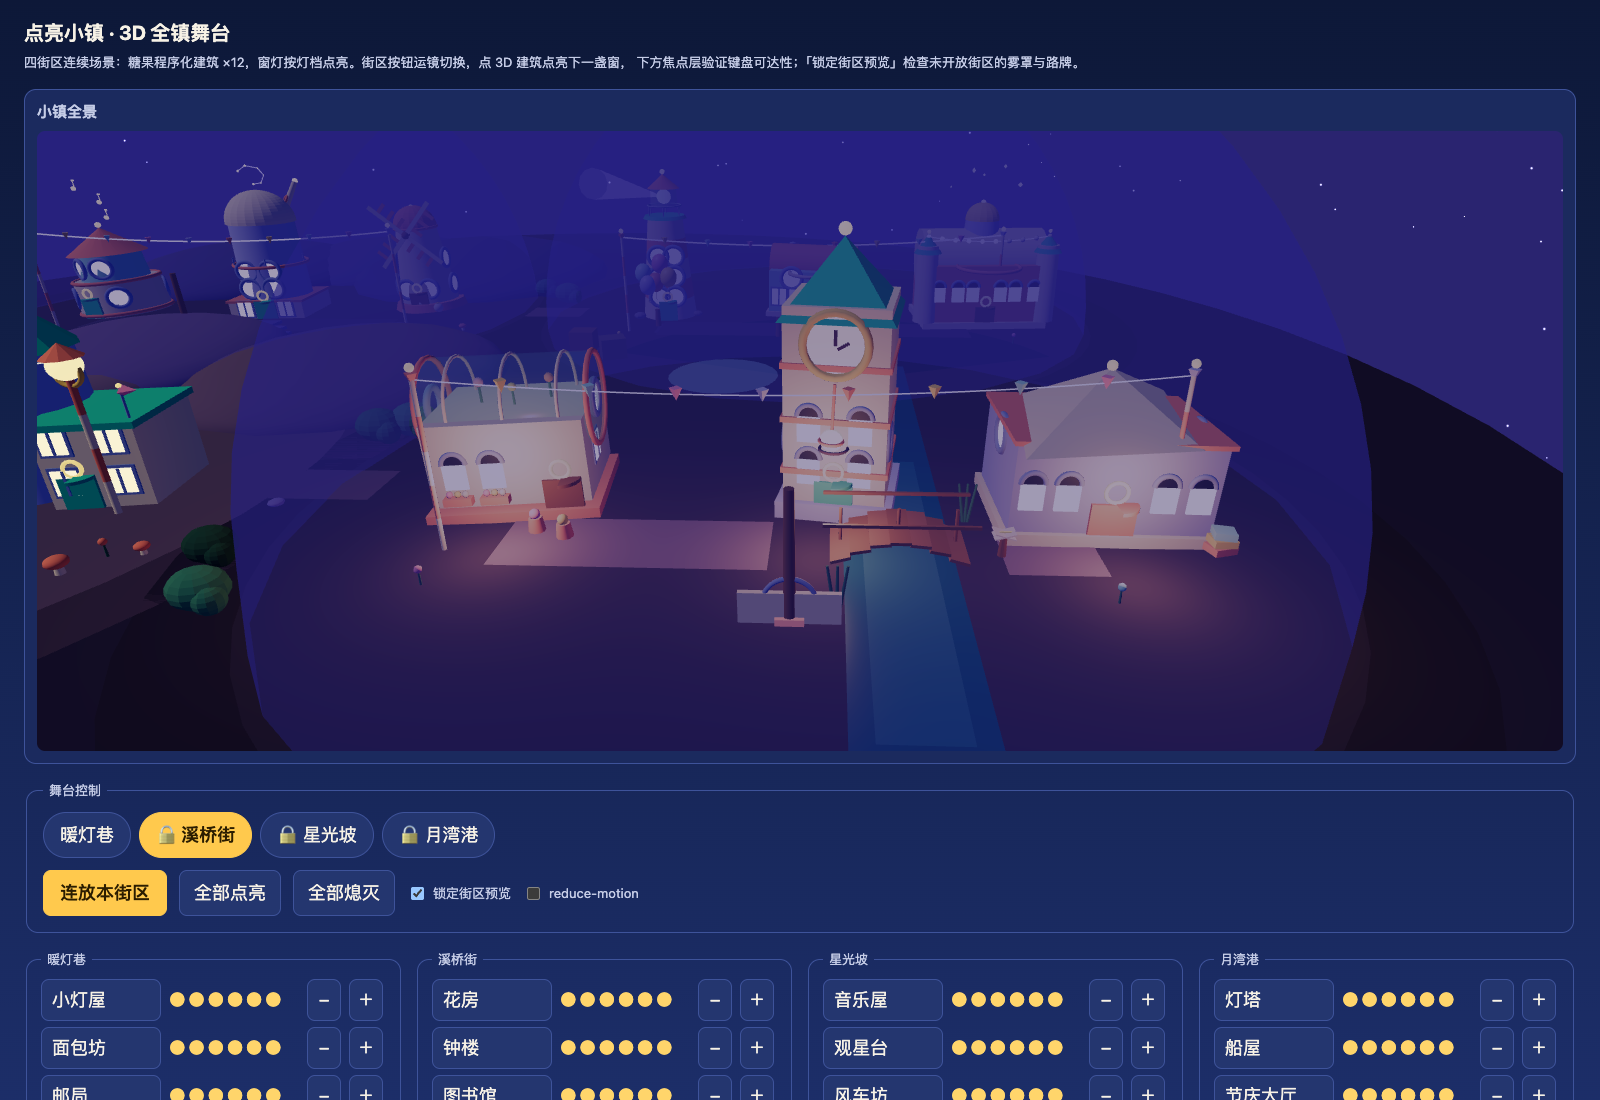 点亮小镇 · 3D 全镇舞台
四街区连续场景：糖果程序化建筑 ×12，窗灯按灯档点亮。街区按钮运镜切换，点 3D 建筑点亮下一盏窗， 下方焦点层验证键盘可达性；「锁定街区预览」检查未开放街区的雾罩与路牌。
小镇全景
舞台控制
暖灯巷 溪桥街 星光坡 月湾港
连放本街区 全部点亮 全部熄灭 锁定街区预览 reduce-motion
暖灯巷 溪桥街 星光坡 月湾港
小灯屋 − + 花房 − + 音乐屋 − + 灯塔 − +
面包坊 − + 钟楼 − + 观星台 − + 船屋 − +
邮局 − + 图书馆 − + 风车坊 − + 节庆大厅 − +